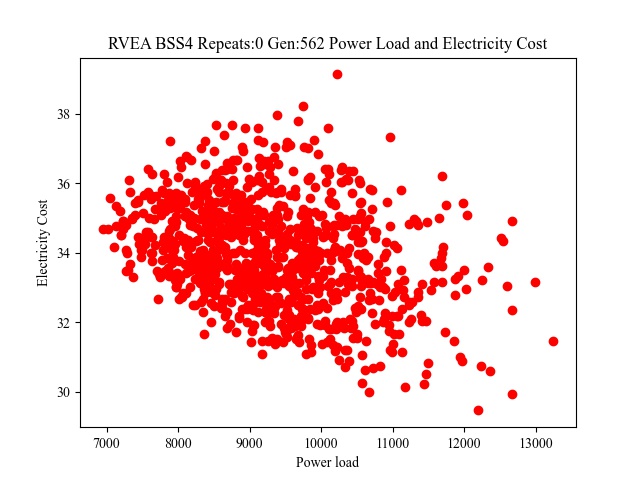 RVEA BSS4 Repeats:0 Gen:562 Power Load and Electricity Cost
Electricity Cost
38
36
34
32
30
7000 8000 9000 10000 11000 12000 13000
Power load